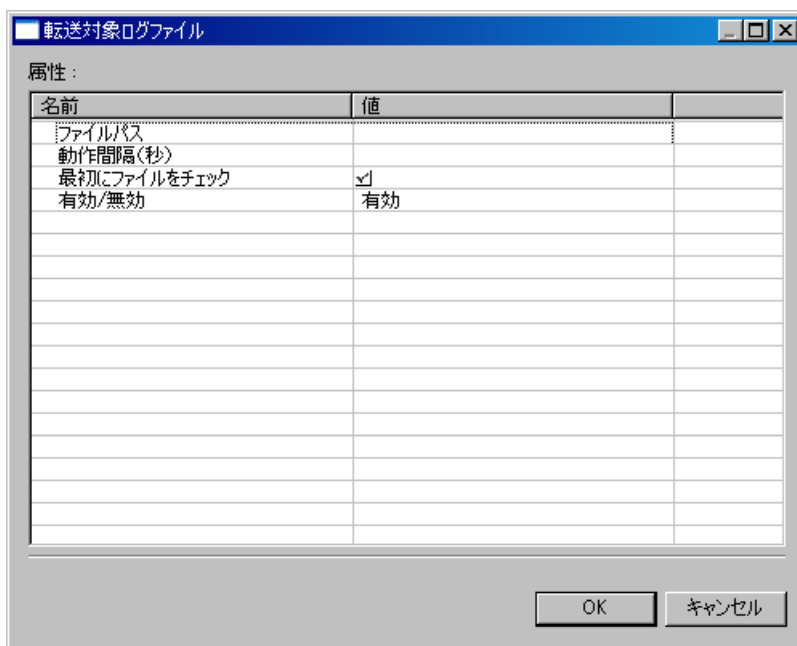 転送対象ログファイル
属性：
名前 値
ファイルパス
動作間隔(秒)
最初にファイルをチェック
有効/無効 有効
OK キャンセル